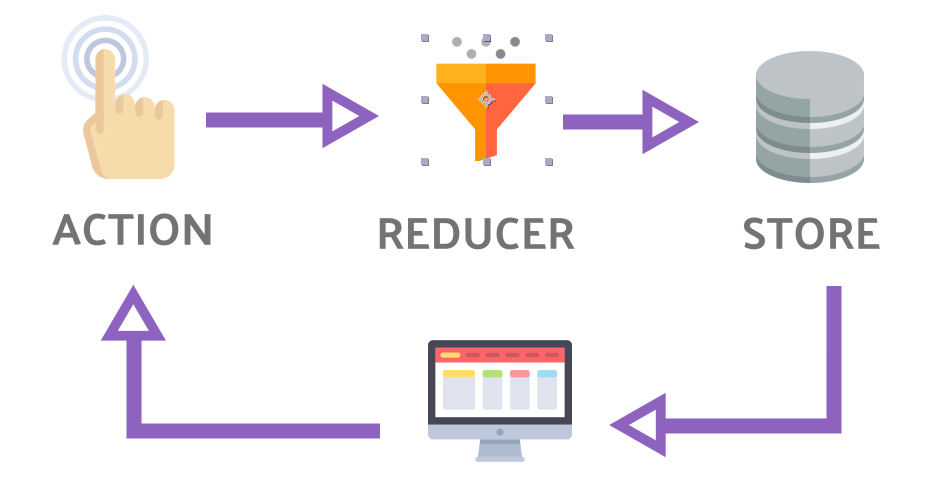 ACTION
REDUCER
STORE